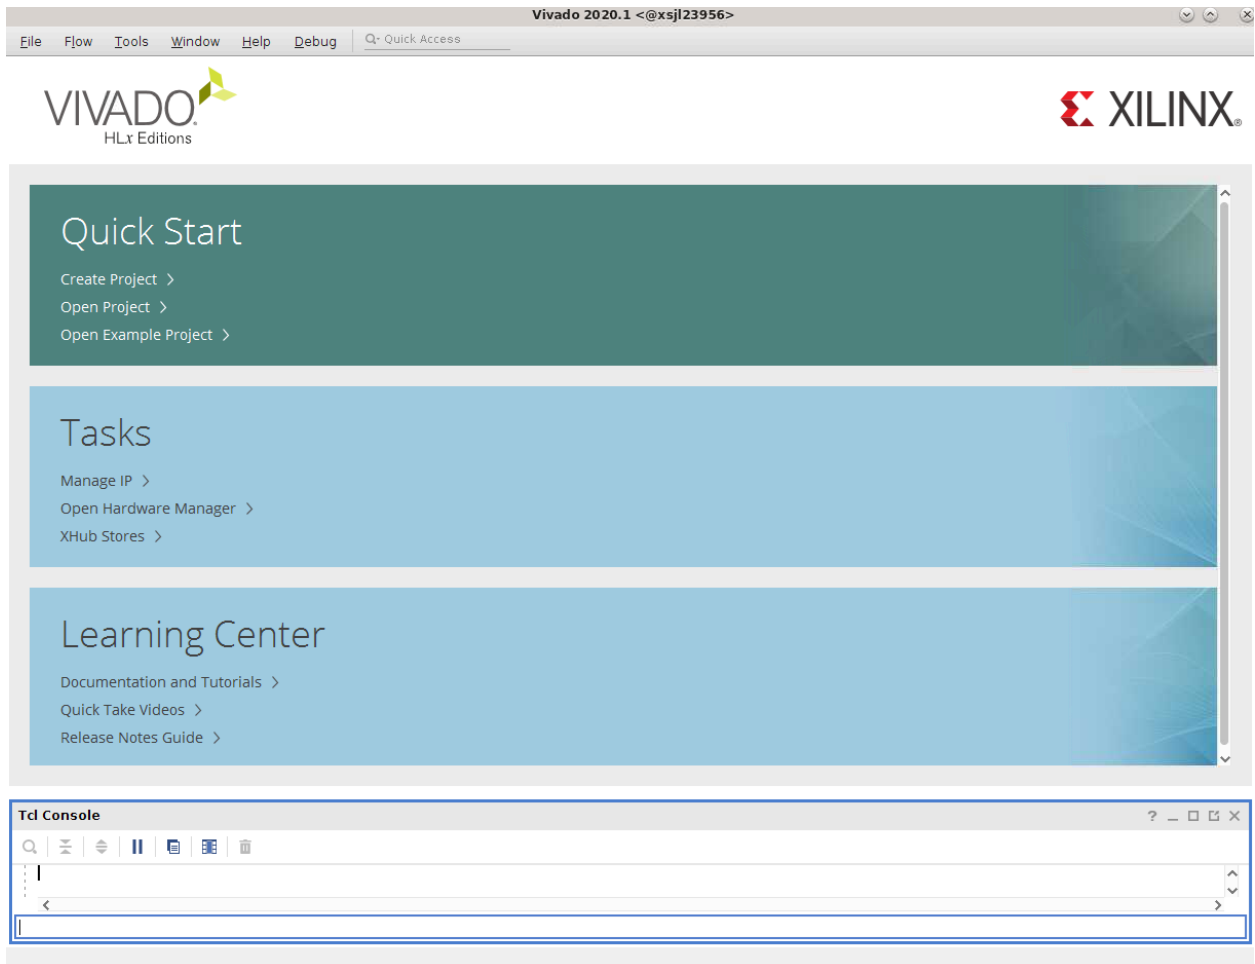 Vivado 2020.1 <@xsjl23956>
File Flow Tools Window Help Debug Quick Access
VIVADO.
HLx Editions
XILINX®
Quick Start
Create Project >
Open Project >
Open Example Project >
Tasks
Manage IP >
Open Hardware Manager >
XHub Stores >
Learning Center
Documentation and Tutorials >
Quick Take Videos >
Release Notes Guide >
Tcl Console